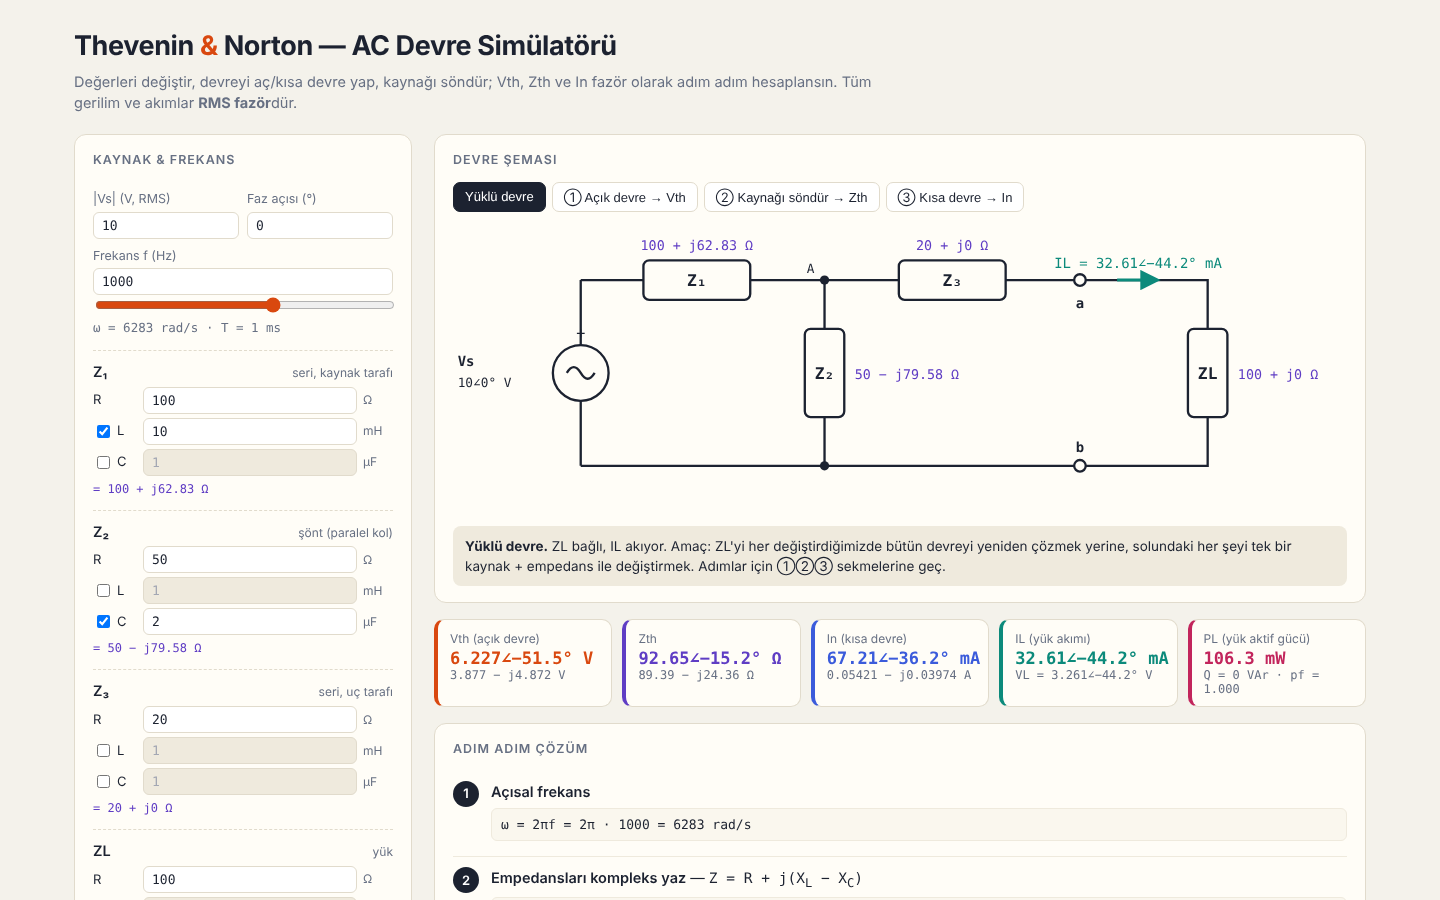 Thevenin & Norton — AC Devre Simülatörü
Değerleri değiştir, devreyi aç/kısa devre yap, kaynağı söndür; Vth, Zth ve In fazör olarak adım adım hesaplansın. Tüm
gerilim ve akımlar RMS fazördür.
KAYNAK & FREKANS
|Vs| (V, RMS)
Faz açısı (°)
10
0
Frekans f (Hz)
1000
ω = 6283 rad/s · T = 1 ms
Z₁
seri, kaynak tarafı
R
100
Ω
L
10
mH
C
1
µF
= 100 + j62.83 Ω
Z₂
şönt (paralel kol)
R
50
Ω
L
1
mH
C
2
µF
= 50 − j79.58 Ω
Z₃
seri, uç tarafı
R
20
Ω
L
1
mH
C
1
µF
= 20 + j0 Ω
ZL
yük
R
100
Ω
DEVRE ŞEMASI
Yüklü devre
① Açık devre → Vth
② Kaynağı söndür → Zth
③ Kısa devre → In
100 + j62.83 Ω
20 + j0 Ω
IL = 32.61∠−44.2° mA
A
Z₁
Z₃
a
+
Vs
10∠0° V
Z₂
50 − j79.58 Ω
ZL
100 + j0 Ω
b
Yüklü devre. ZL bağlı, IL akıyor. Amaç: ZL'yi her değiştirdiğimizde bütün devreyi yeniden çözmek yerine, solundaki her şeyi tek bir
kaynak + empedans ile değiştirmek. Adımlar için ①②③ sekmelerine geç.
Vth (açık devre)
6.227∠−51.5° V
3.877 − j4.872 V
Zth
92.65∠−15.2° Ω
89.39 − j24.36 Ω
In (kısa devre)
67.21∠−36.2° mA
0.05421 − j0.03974 A
IL (yük akımı)
32.61∠−44.2° mA
VL = 3.261∠−44.2° V
PL (yük aktif gücü)
106.3 mW
Q = 0 VAr · pf =
1.000
ADIM ADIM ÇÖZÜM
1
Açısal frekans
ω = 2πf = 2π · 1000 = 6283 rad/s
2
Empedansları kompleks yaz — Z = R + j(X_L − X_C)